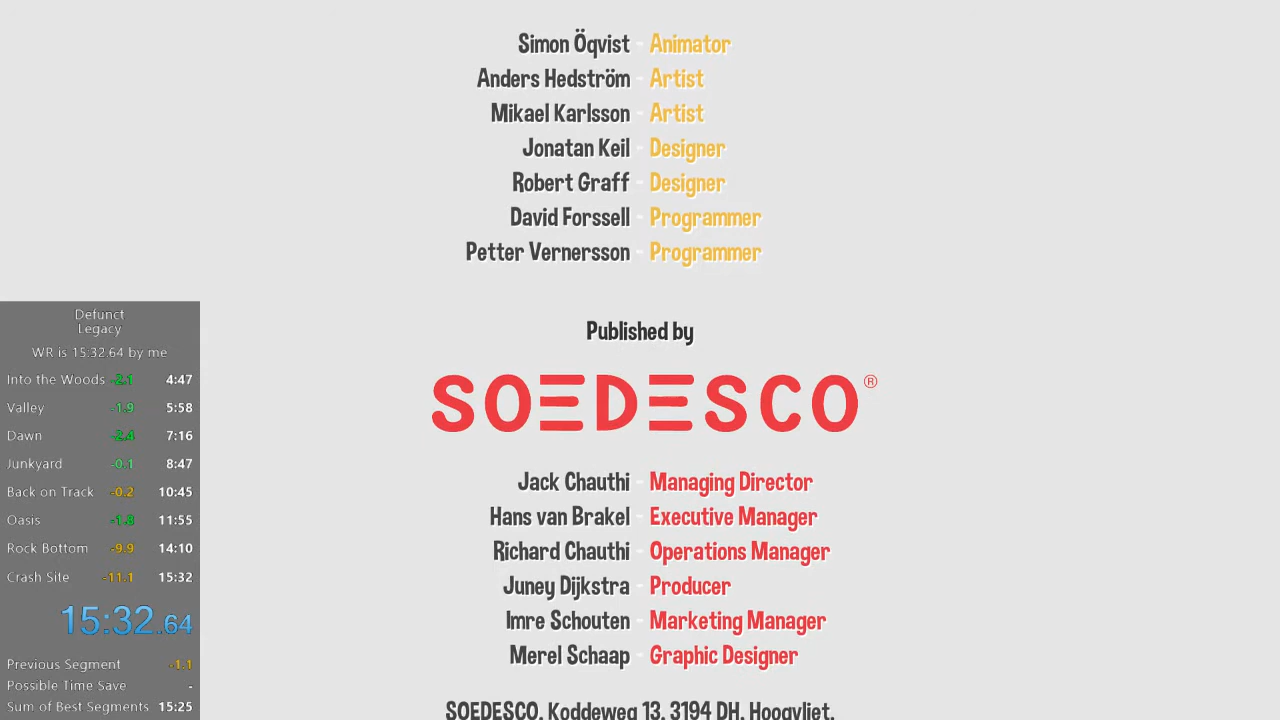 Simon Öqvist - Animator
Anders Hedström - Artist
Mikael Karlsson - Artist
Jonatan Keil - Designer
Robert Graff - Designer
David Forssell - Programmer
Petter Vernersson - Programmer
Published by
SOEDESCO®
Jack Chauthi - Managing Director
Hans van Brakel - Executive Manager
Richard Chauthi - Operations Manager
Juney Dijkstra - Producer
Imre Schouten - Marketing Manager
Merel Schaap - Graphic Designer
SOEDESCO, Koddeweg 13, 3194 DH, Hoogvliet,
Defunct
Legacy
WR is 15:32.64 by me
Into the Woods -2.1 4:47
Valley -1.9 5:58
Dawn -2.4 7:16
Junkyard -0.1 8:47
Back on Track -0.2 10:45
Oasis -1.8 11:55
Rock Bottom -9.9 14:10
Crash Site -11.1 15:32
15:32.64
Previous Segment -1.1
Possible Time Save -
Sum of Best Segments 15:25